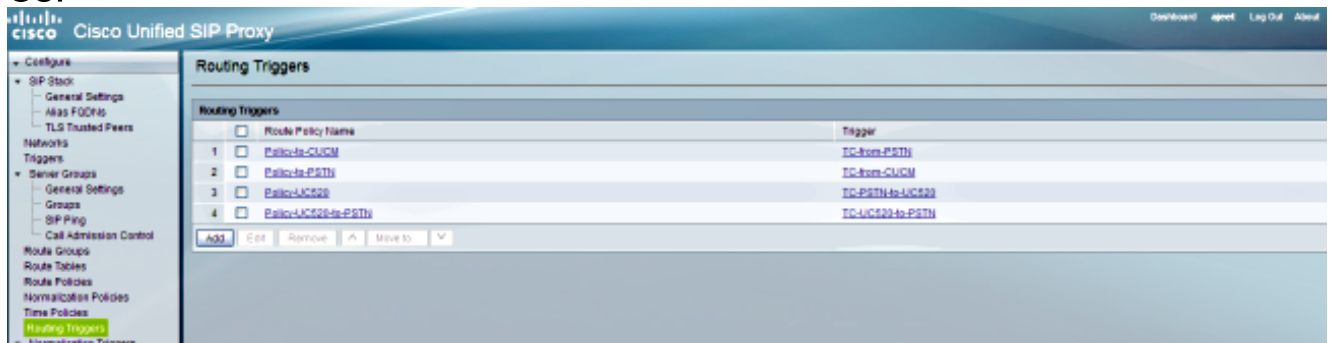 CISCO Cisco Unified SIP Proxy
Dashboard ajeet Log Out About
Configure
SIP Stack
General Settings
Alias FQDNs
TLS Trusted Peers
Networks
Triggers
Server Groups
General Settings
Groups
SIP Ping
Call Admission Control
Route Groups
Route Tables
Route Policies
Normalization Policies
Time Policies
Routing Triggers
Normalization Triggers
Routing Triggers
Routing Triggers
Route Policy Name Trigger
1 Policy-to-CUCM TC-from-PSTN
2 Policy-to-PSTN TC-from-CUCM
3 Policy-UC520 TC-PSTN-to-UC520
4 Policy-UC520-to-PSTN TC-UC520-to-PSTN
Add Edit Remove Move to